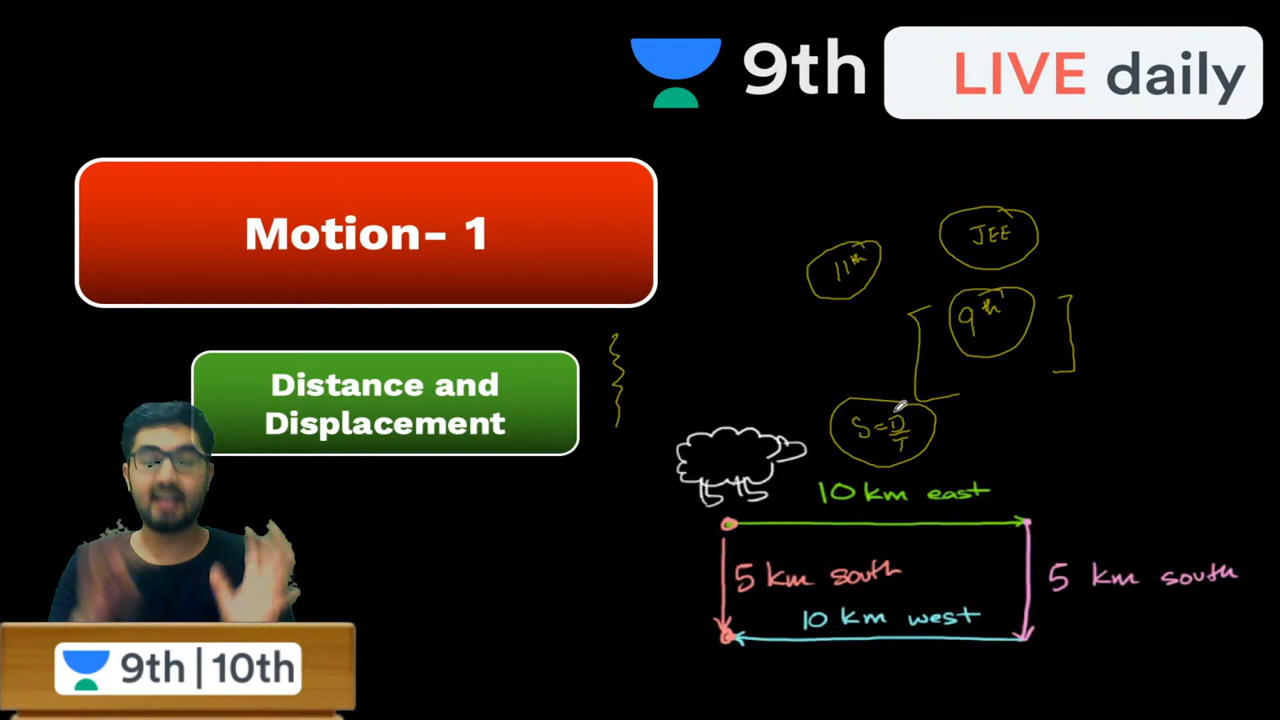 9th
LIVE daily
Motion- 1
JEE
11th
9th
Distance and
Displacement
S=D/T
10 km east
5 km south
5 km south
10 km west
9th|10th